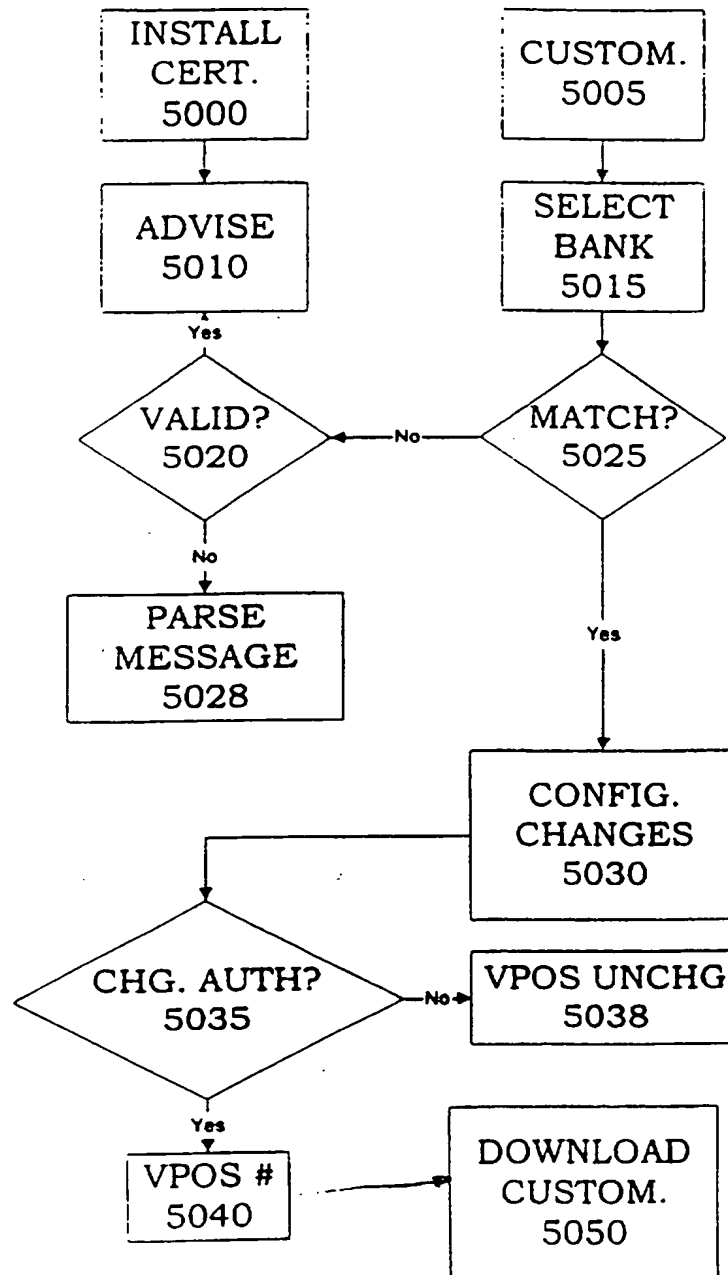 INSTALL
CERT.
5000
CUSTOM.
5005
ADVISE
5010
SELECT
BANK
5015
Yes
VALID?
5020
No
MATCH?
5025
No
PARSE
MESSAGE
5028
Yes
CONFIG.
CHANGES
5030
CHG. AUTH?
5035
No
VPOS UNCHG
5038
Yes
VPOS #
5040
DOWNLOAD
CUSTOM.
5050